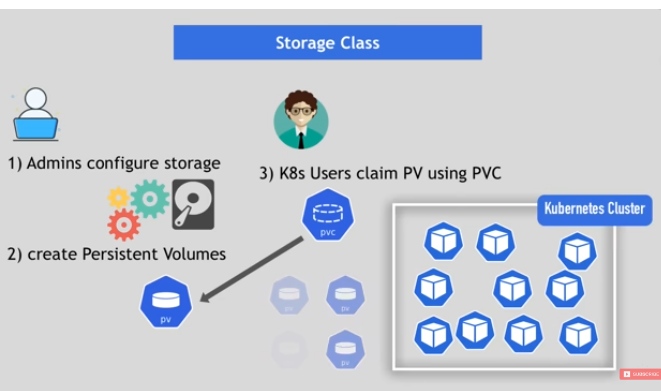 Storage Class
1) Admins configure storage
3) K8s Users claim PV using PVC
pvc
Kubernetes Cluster
2) create Persistent Volumes
pv
pv
pv
pv
SUBSCRIBE